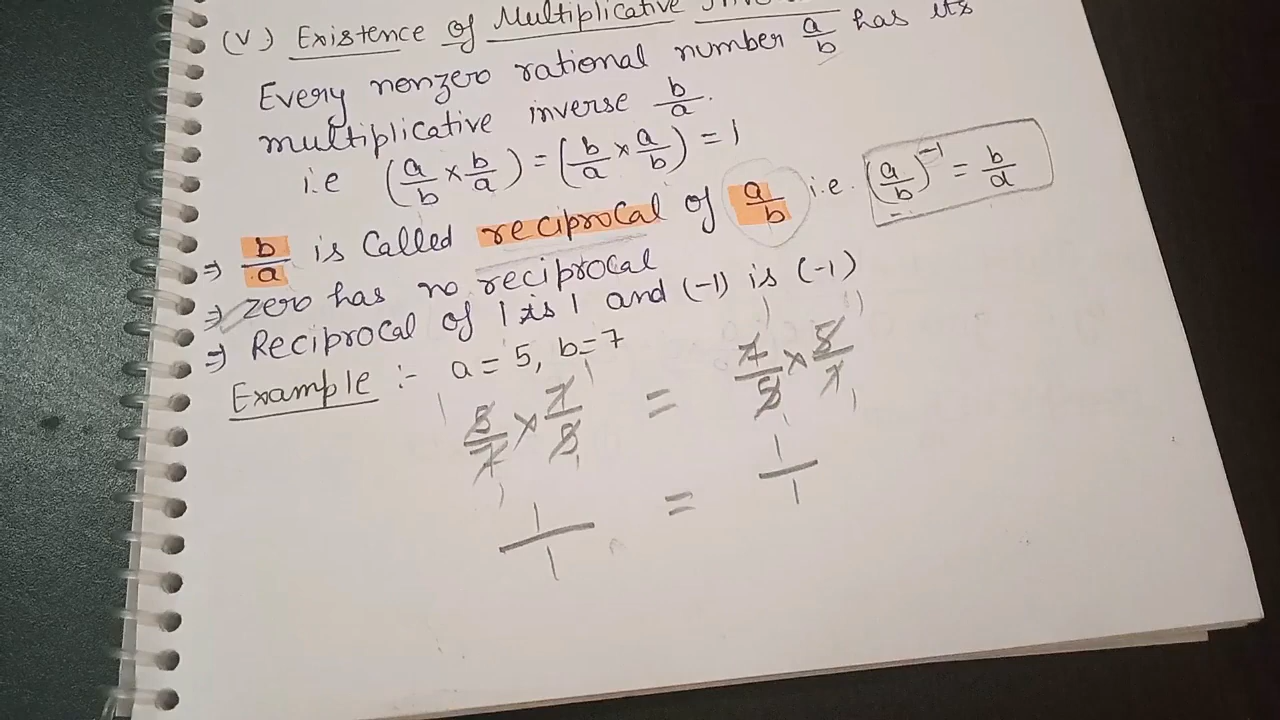 (V) Existence of Multiplicative
Every nonzero rational number a/b has its
multiplicative inverse b/a.
i.e (a/b × b/a) = (b/a × a/b) = 1
⇒ b/a is Called reciprocal of a/b i.e. (a/b)⁻¹ = b/a
⇒ zero has no reciprocal
⇒ Reciprocal of 1 is 1 and (-1) is (-1)
Example :- a = 5, b = 7
5/7 × 7/5 = 7/5 × 5/7
1/1 = 1/1